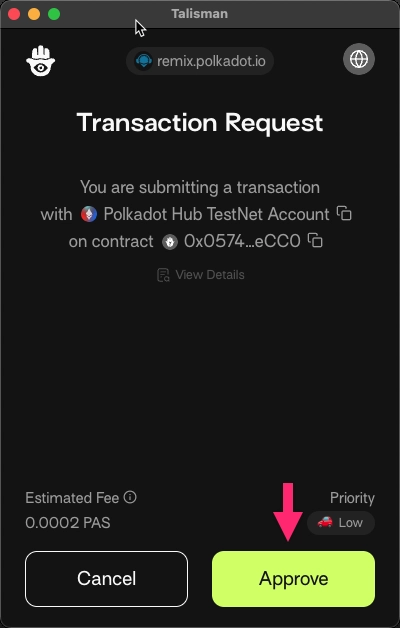 Talisman
remix.polkadot.io
Transaction Request
You are submitting a transaction
with Polkadot Hub TestNet Account
on contract 0x0574...eCC0
View Details
Estimated Fee
Priority
0.0002 PAS
Low
Cancel
Approve